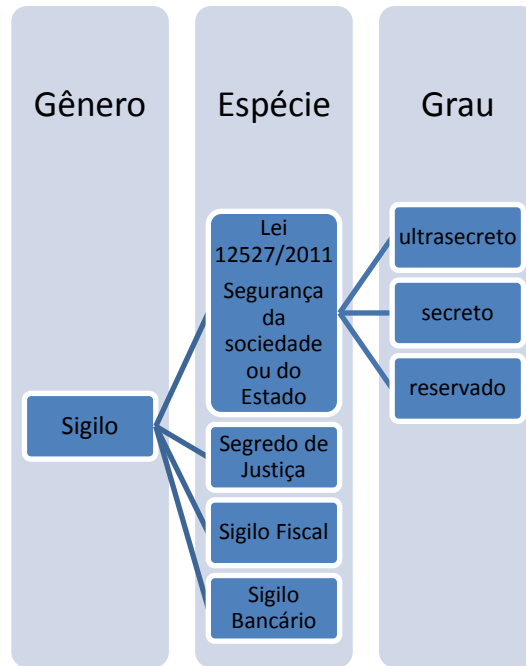 Gênero
Espécie
Grau
Sigilo
Lei
12527/2011
Segurança
da
sociedade
ou do
Estado
Segredo de
Justiça
Sigilo Fiscal
Sigilo
Bancário
ultrasecreto
secreto
reservado